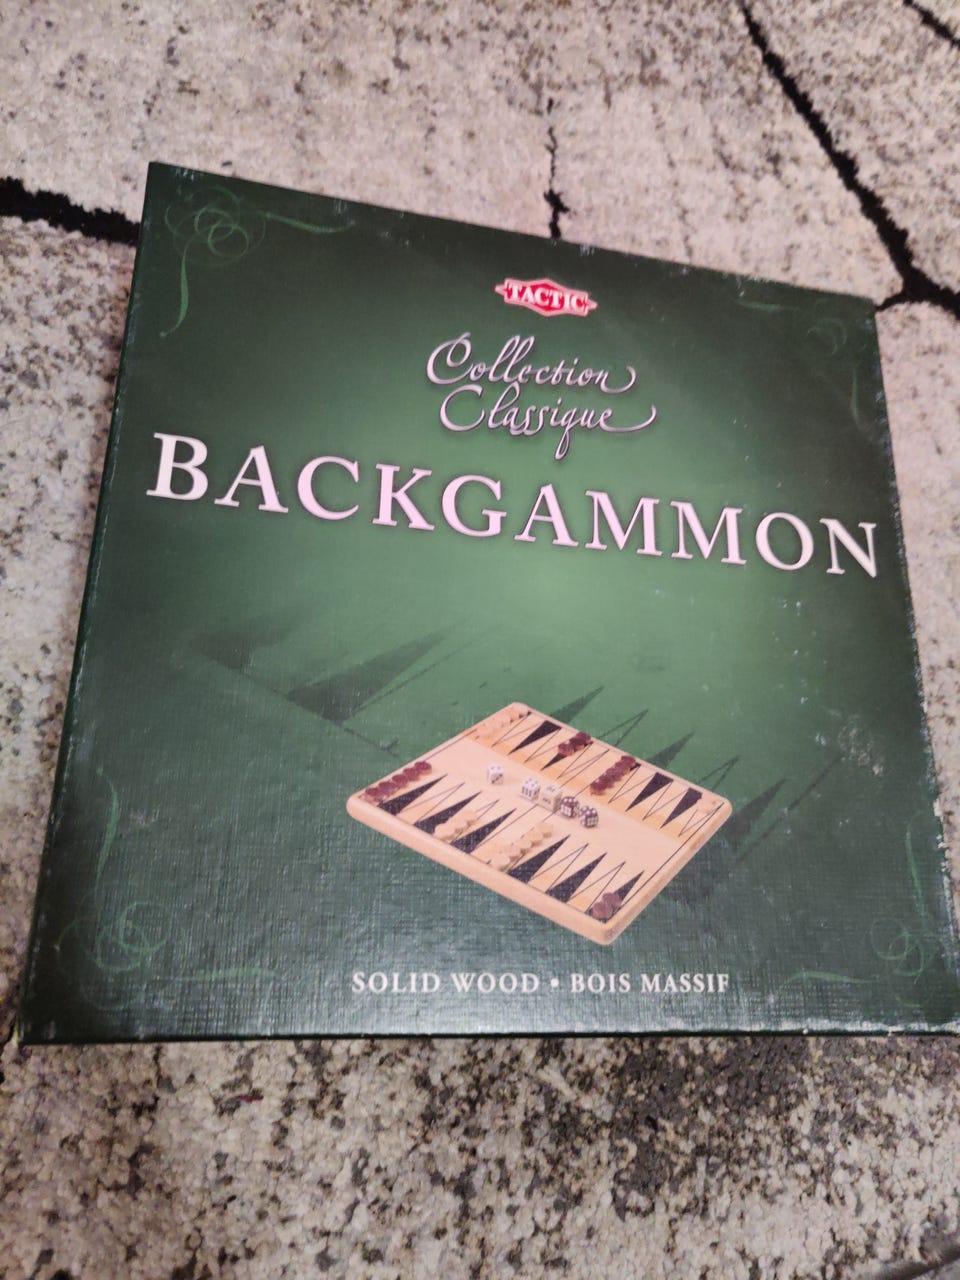 TACTIC
Collection
Classique
BACKGAMMON
SOLID WOOD • BOIS MASSIF